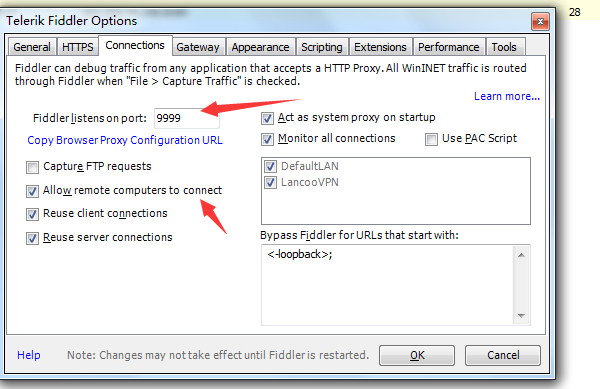 28
Telerik Fiddler Options
General HTTPS Connections Gateway Appearance Scripting Extensions Performance Tools
Fiddler can debug traffic from any application that accepts a HTTP Proxy. All WinINET traffic is routed
through Fiddler when "File > Capture Traffic" is checked.
Learn more...
Fiddler listens on port: 9999
Copy Browser Proxy Configuration URL
Capture FTP requests
Allow remote computers to connect
Reuse client connections
Reuse server connections
Act as system proxy on startup
Monitor all connections Use PAC Script
DefaultLAN
LancooVPN
Bypass Fiddler for URLs that start with:
<-loopback>;
Help Note: Changes may not take effect until Fiddler is restarted. OK Cancel